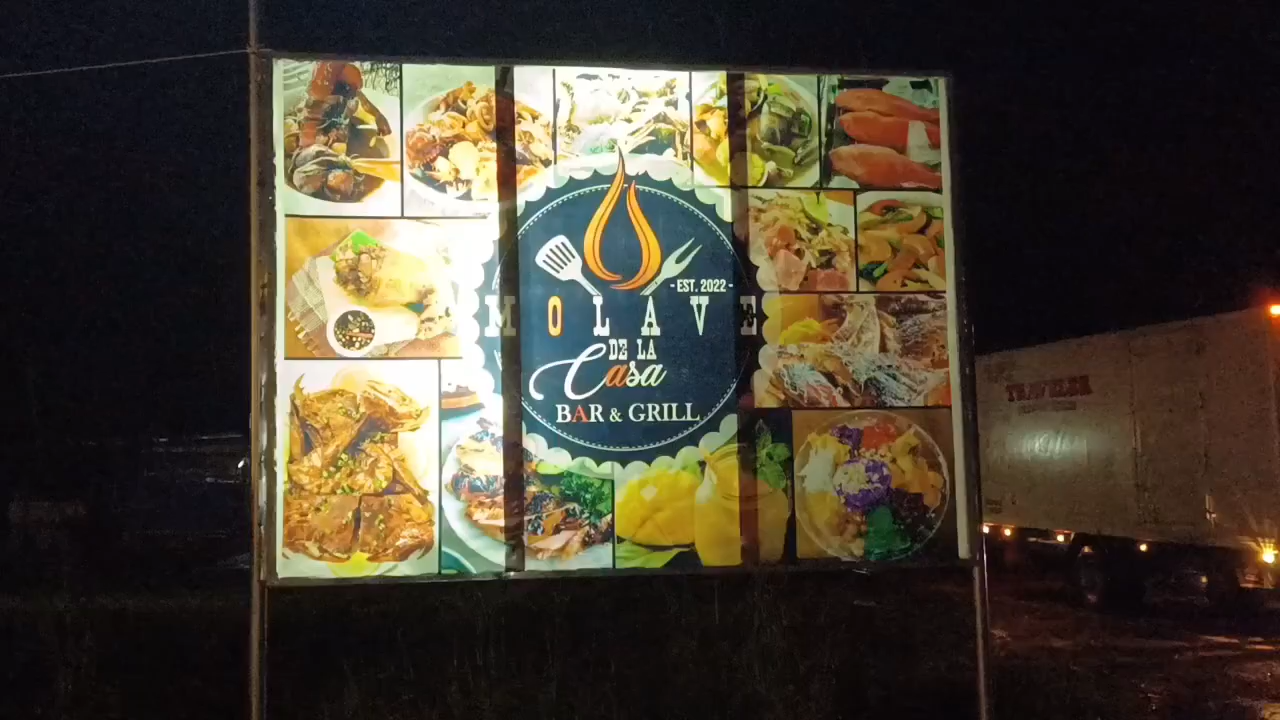 - EST. 2022 -
MOLAVE
DE LA
Casa
BAR & GRILL
TRAVELER